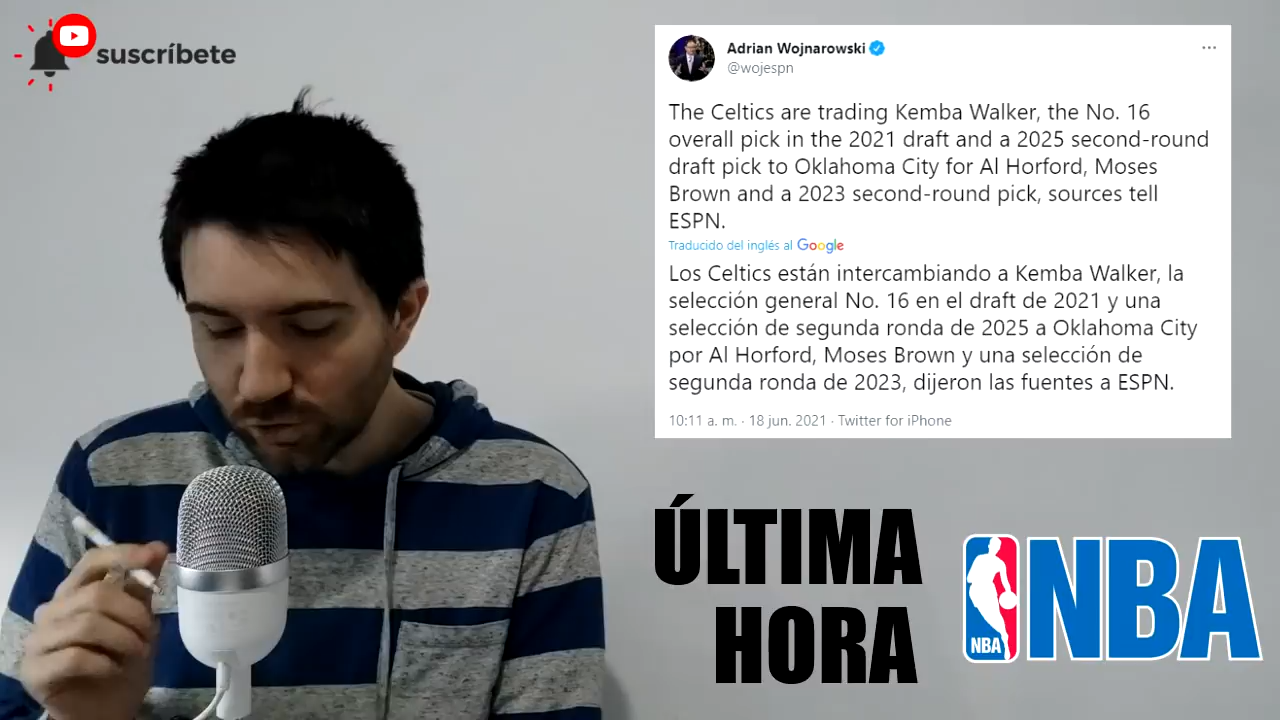 suscríbete
Adrian Wojnarowski
@wojespn
The Celtics are trading Kemba Walker, the No. 16
overall pick in the 2021 draft and a 2025 second-round
draft pick to Oklahoma City for Al Horford, Moses
Brown and a 2023 second-round pick, sources tell
ESPN.
Traducido del inglés al Google
Los Celtics están intercambiando a Kemba Walker, la
selección general No. 16 en el draft de 2021 y una
selección de segunda ronda de 2025 a Oklahoma City
por Al Horford, Moses Brown y una selección de
segunda ronda de 2023, dijeron las fuentes a ESPN.
10:11 a. m. · 18 jun. 2021 · Twitter for iPhone
ÚLTIMA
HORA
NBA
NBA